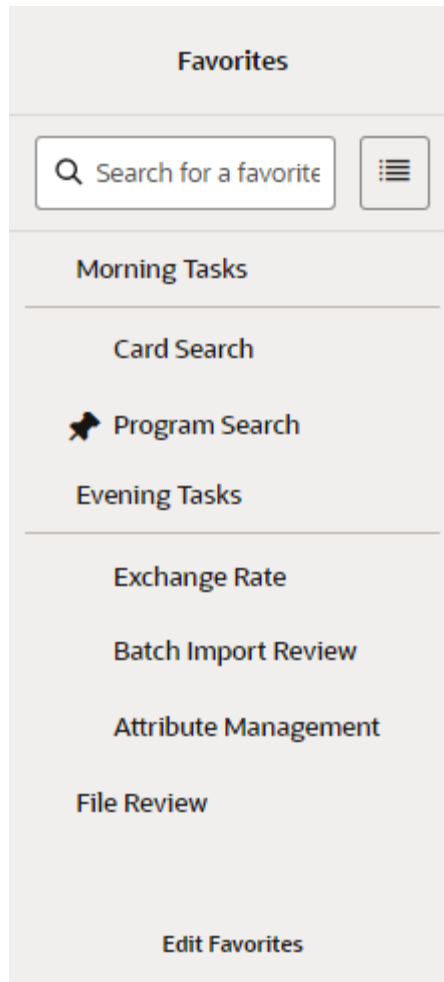 Favorites
Search for a favorite
Morning Tasks
Card Search
Program Search
Evening Tasks
Exchange Rate
Batch Import Review
Attribute Management
File Review
Edit Favorites